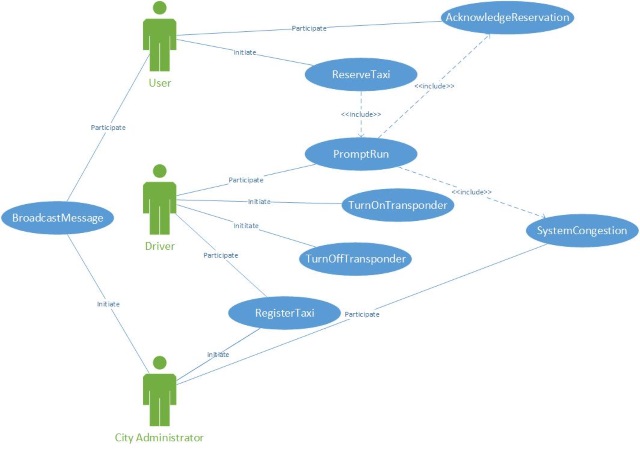 AcknowledgeReservation
Participate
Initiate
User
ReserveTaxi
<<include>>
<<include>>
Participate
PromptRun
Participate
<<include>>
Initiate
TurnOnTransponder
BroadcastMessage
Inititate
SystemCongestion
Driver
Participate
TurnOffTransponder
Initiate
RegisterTaxi
Participate
Initiate
City Administrator